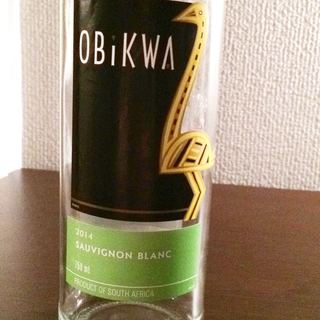 OBiKWA
2014
SAUVIGNON BLANC
750 ml
PRODUCT OF SOUTH AFRICA